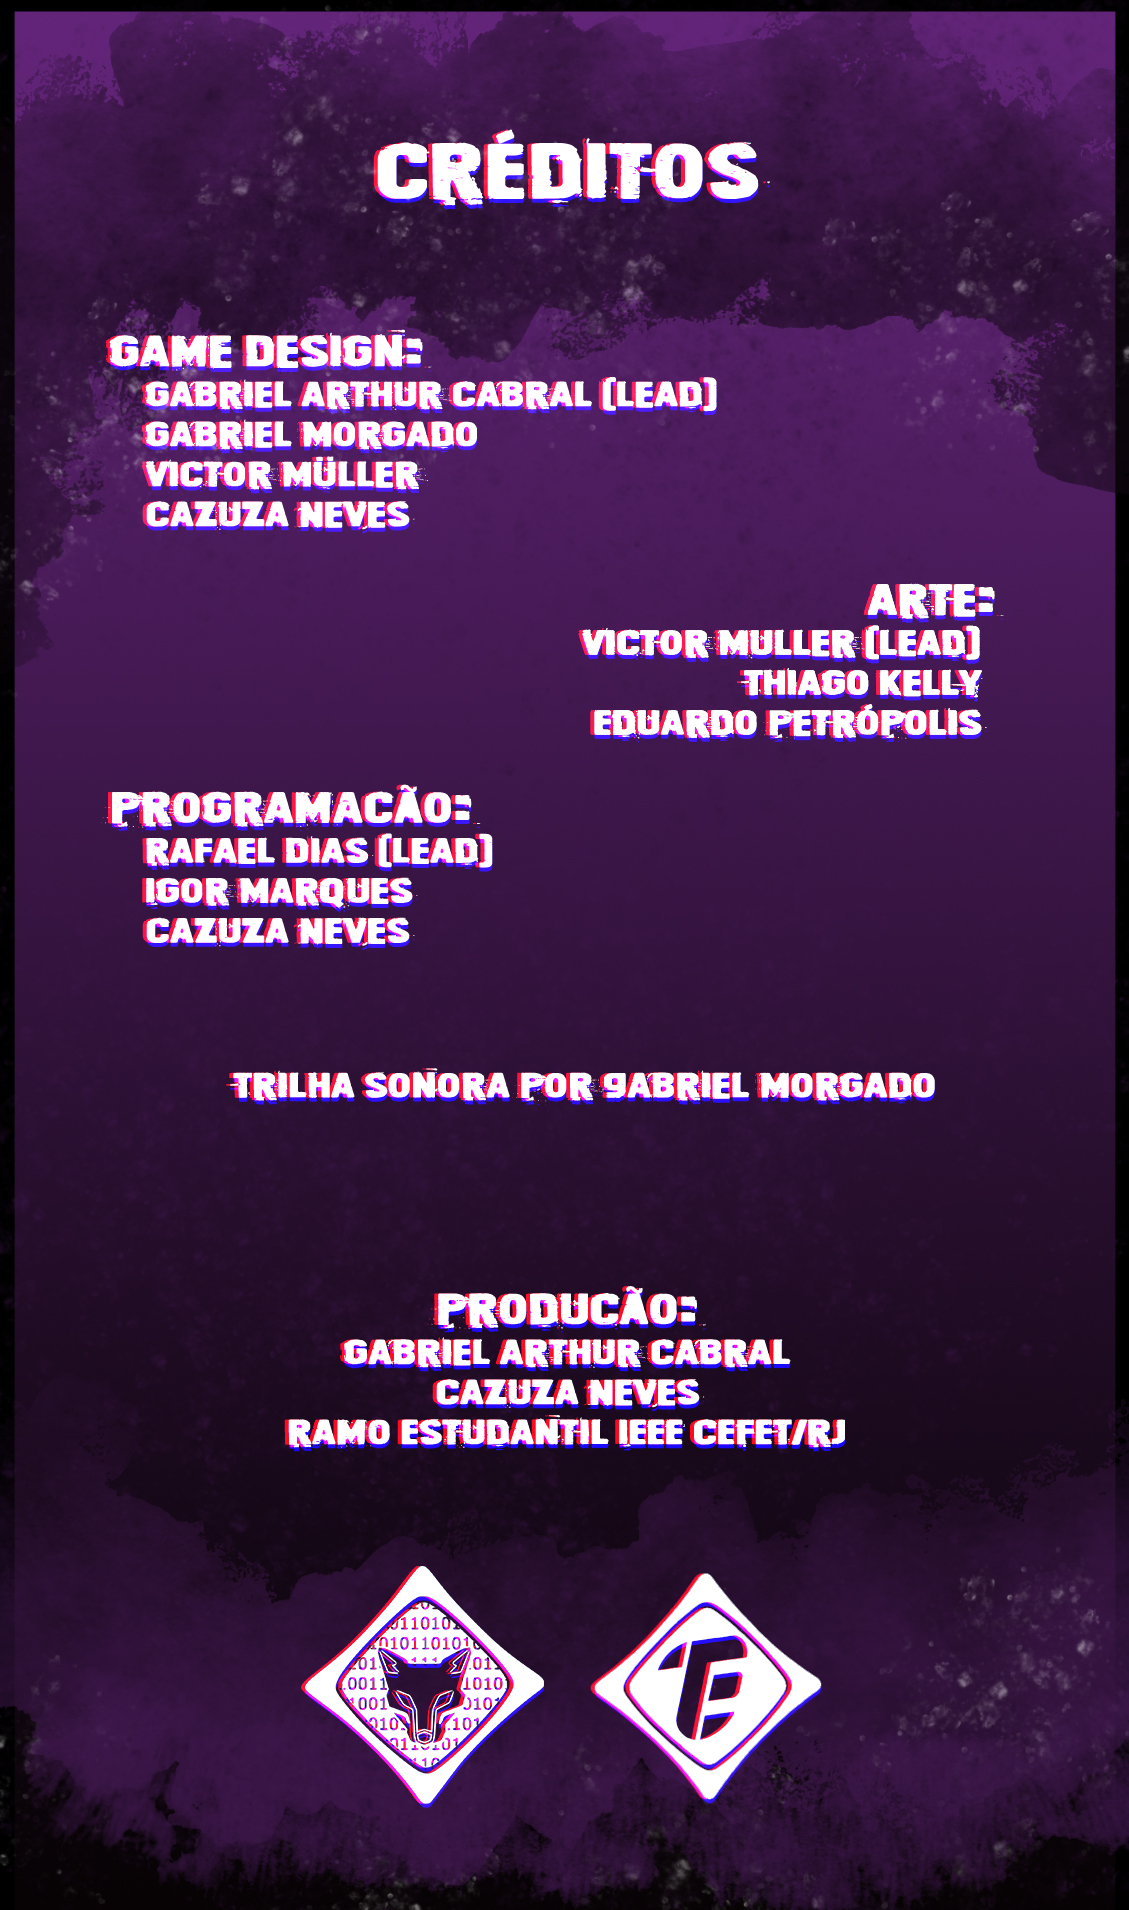 CRÉDITOS
GAME DESIGN:
GABRIEL ARTHUR CABRAL (LEAD)
GABRIEL MORGADO
VICTOR MÜLLER
CAZUZA NEVES
ARTE:
VICTOR MULLER (LEAD)
THIAGO KELLY
EDUARDO PETRÓPOLIS
PROGRAMACÃO:
RAFAEL DIAS (LEAD)
IGOR MARQUES
CAZUZA NEVES
TRILHA SONORA POR GABRIEL MORGADO
PRODUCÃO:
GABRIEL ARTHUR CABRAL
CAZUZA NEVES
RAMO ESTUDANTIL IEEE CEFET/RJ